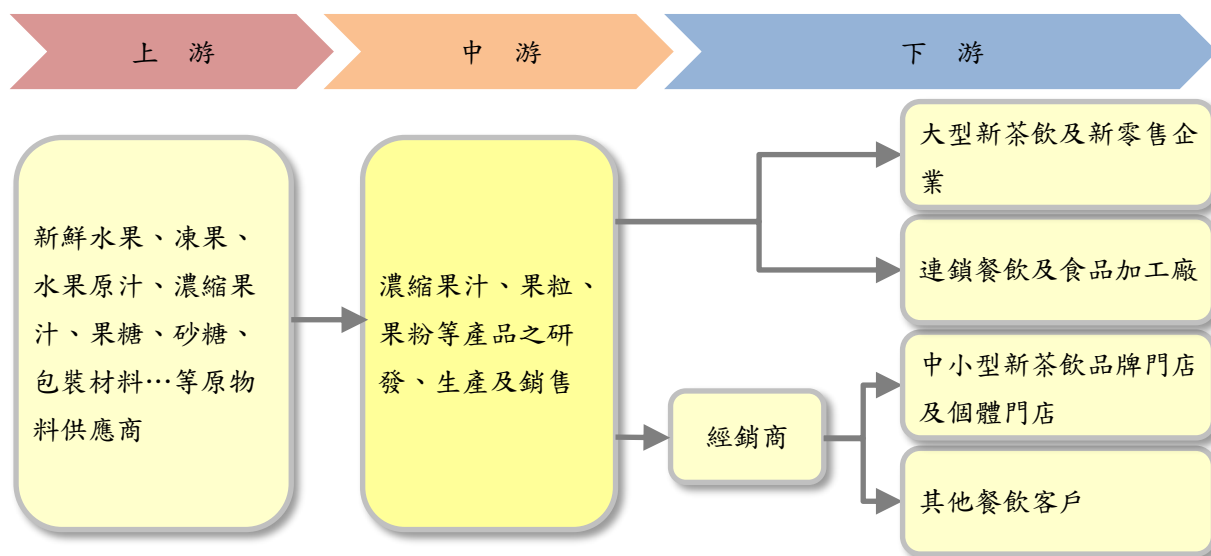 上 游
中 游
下 游
新鮮水果、凍果、
水果原汁、濃縮果
汁、果糖、砂糖、
包裝材料…等原物
料供應商
濃縮果汁、果粒、
果粉等產品之研
發、生產及銷售
經銷商
大型新茶飲及新零售企
業
連鎖餐飲及食品加工廠
中小型新茶飲品牌門店
及個體門店
其他餐飲客戶